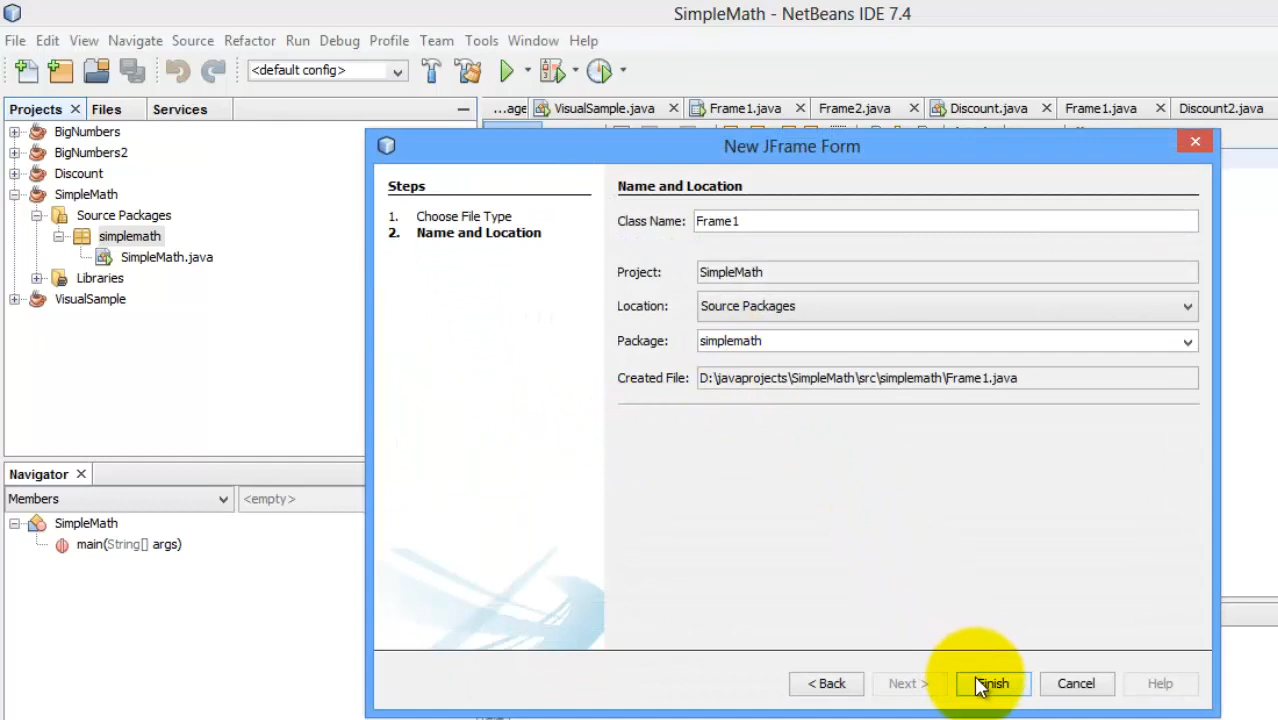 SimpleMath - NetBeans IDE 7.4
File Edit View Navigate Source Refactor Run Debug Profile Team Tools Window Help
<default config>
Projects Files Services
...age VisualSample.java Frame1.java Frame2.java Discount.java Frame1.java Discount2.java
BigNumbers
BigNumbers2
Discount
SimpleMath
Source Packages
simplemath
SimpleMath.java
Libraries
VisualSample
Navigator
Members <empty>
SimpleMath
main(String[] args)
New JFrame Form
Steps
1. Choose File Type
2. Name and Location
Name and Location
Class Name: Frame1
Project: SimpleMath
Location: Source Packages
Package: simplemath
Created File: D:\javaprojects\SimpleMath\src\simplemath\Frame1.java
< Back Next > Finish Cancel Help